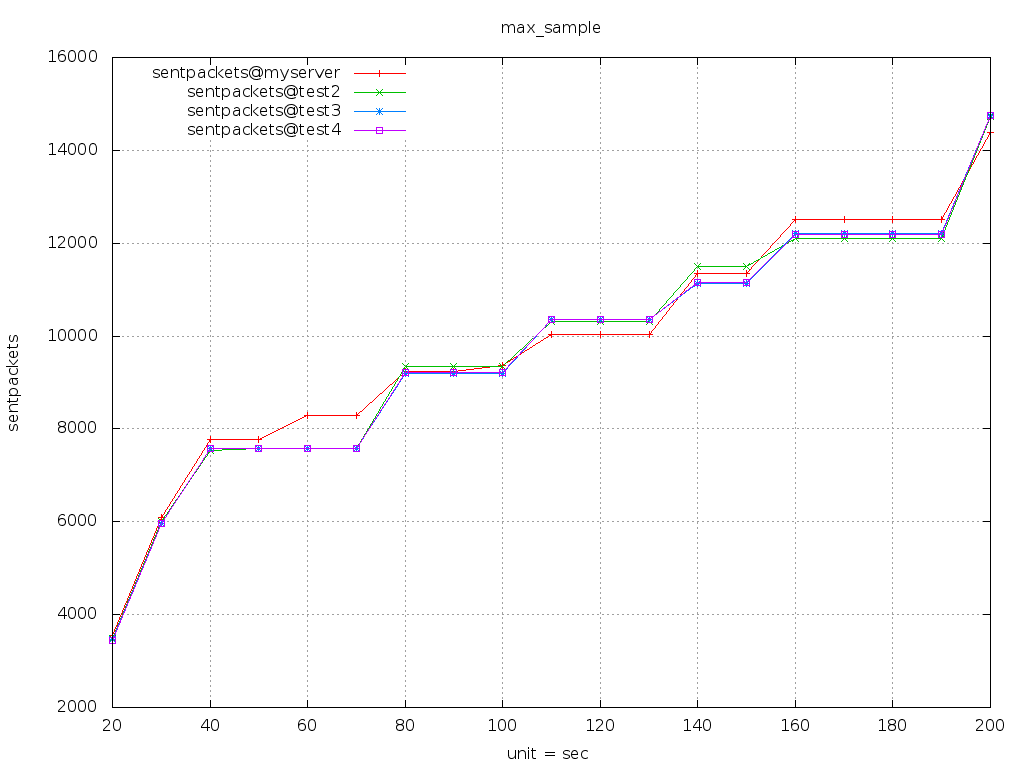 max_sample
16000
14000
12000
10000
8000
6000
4000
2000
sentpackets
sentpackets@myserver
sentpackets@test2
sentpackets@test3
sentpackets@test4
20 40 60 80 100 120 140 160 180 200
unit = sec